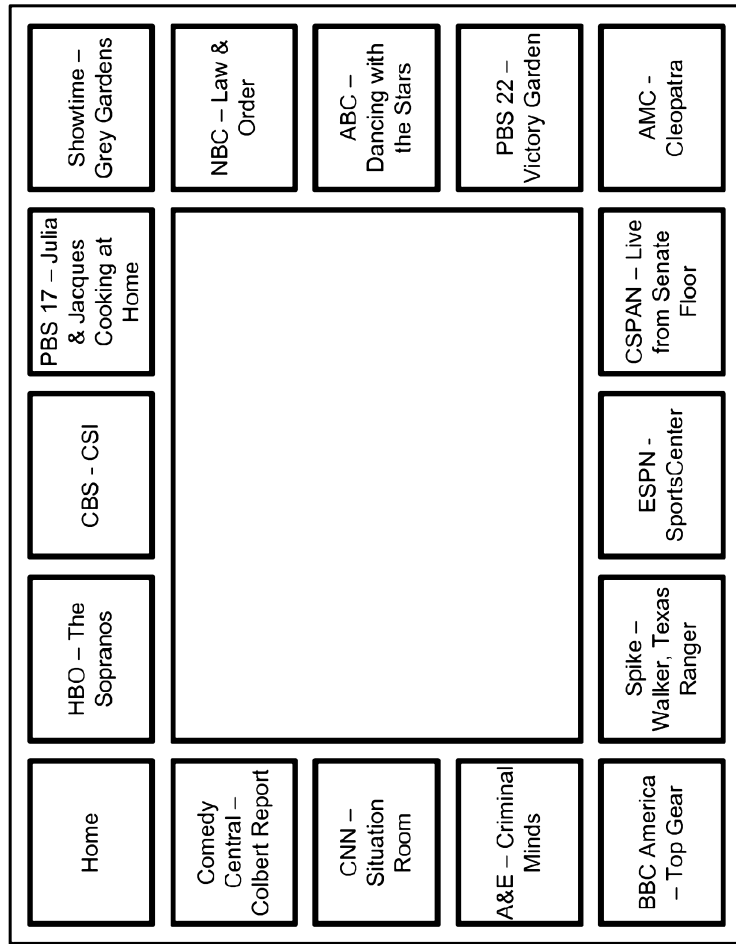 Home
HBO – The
Sopranos
CBS - CSI
PBS 17 – Julia
& Jacques
Cooking at
Home
Showtime –
Grey Gardens
Comedy
Central –
Colbert Report
NBC – Law &
Order
CNN –
Situation
Room
ABC –
Dancing with
the Stars
A&E – Criminal
Minds
PBS 22 –
Victory Garden
BBC America
– Top Gear
Spike –
Walker, Texas
Ranger
ESPN -
SportsCenter
CSPAN – Live
from Senate
Floor
AMC -
Cleopatra